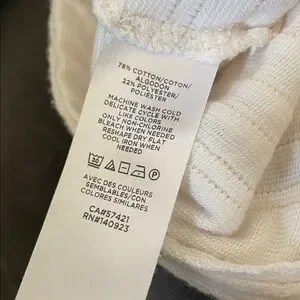 78% COTTON/COTON/
ALGODON
22% POLYESTER/
POLIÉSTER
MACHINE WASH COLD
DELICATE CYCLE WITH
LIKE COLORS
ONLY NON-CHLORINE
BLEACH WHEN NEEDED
RESHAPE DRY FLAT
COOL IRON WHEN
NEEDED
30
P
AVEC DES COULEURS
SEMBLABLES/CON
COLORES SIMILARES
CA#57421
RN#140923